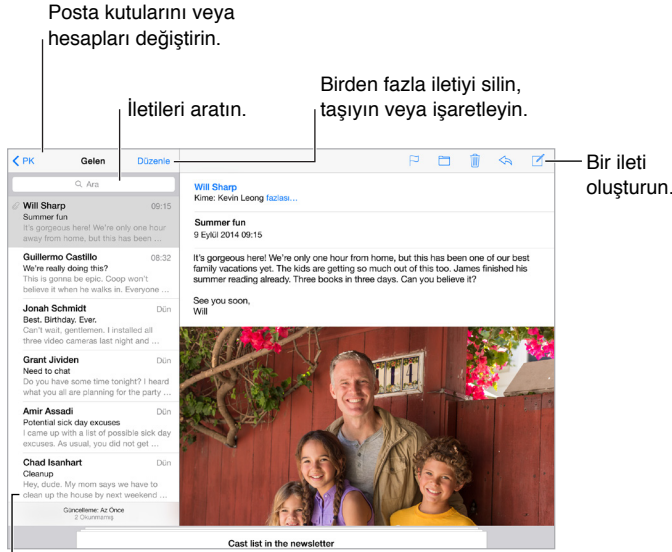 Posta kutularını veya
hesapları değiştirin.
Birden fazla iletiyi silin,
taşıyın veya işaretleyin.
İletileri aratın.
Bir ileti
oluşturun.
PK
Gelen
Düzenle
Ara
Will Sharp 09:15
Summer fun
It's gorgeous here! We're only one hour
away from home, but this has been ...
Guillermo Castillo 08:32
We're really doing this?
This is gonna be epic. Coop won't
believe it when he walks in. Everyone ...
Jonah Schmidt Dün
Best. Birthday. Ever.
Can't wait, gentlemen. I installed all
three video cameras last night and ...
Grant Jividen Dün
Need to chat
Do you have some time tonight? I heard
what you all are planning for the party ...
Amir Assadi Dün
Potential sick day excuses
I came up with a list of possible sick day
excuses. As usual, you did not get ...
Chad Isanhart Dün
Cleanup
Hey, dude. My mom says we have to
clean up the house by next weekend ...
Güncelleme: Az Önce
2 Okunmamış
Will Sharp
Kime: Kevin Leong fazlası...
Summer fun
9 Eylül 2014 09:15
It's gorgeous here! We're only one hour from home, but this has been one of our best
family vacations yet. The kids are getting so much out of this too. James finished his
summer reading already. Three books in three days. Can you believe it?
See you soon,
Will
Cast list in the newsletter